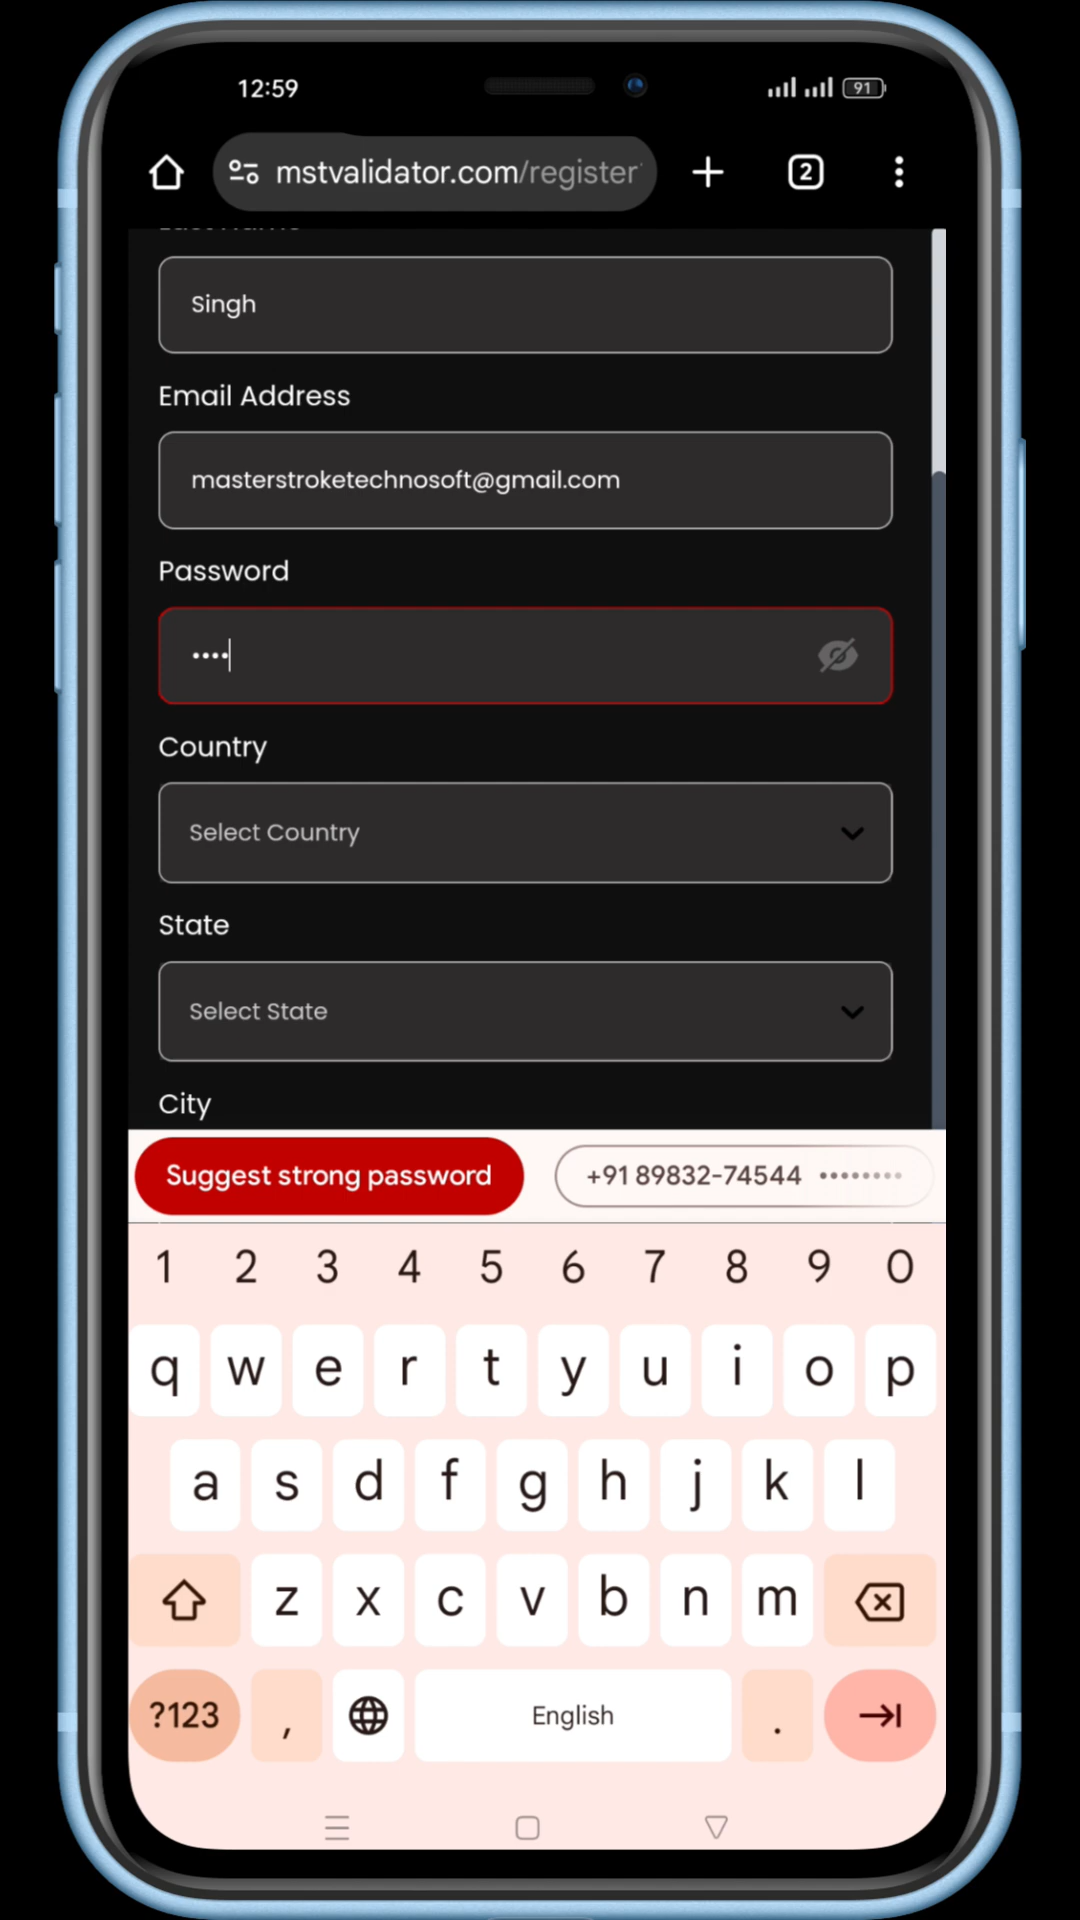 12:59
91
mstvalidator.com/register
2
Last Name
Singh
Email Address
masterstroketechnosoft@gmail.com
Password
••••
Country
Select Country
State
Select State
City
Suggest strong password
+91 89832-74544 ••••••••
1 2 3 4 5 6 7 8 9 0
q w e r t y u i o p
a s d f g h j k l
z x c v b n m
?123 , English .